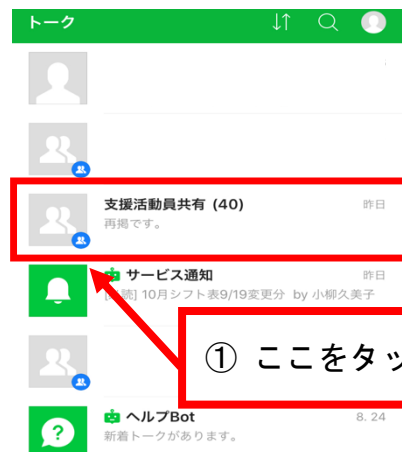 トーク
支援活動員共有 (40)
昨日
再掲です。
サービス通知
昨日
読] 10月シフト表9/19変更分 by 小柳久美子
① ここをタッ
ヘルプBot
8. 24
新着トークがあります。